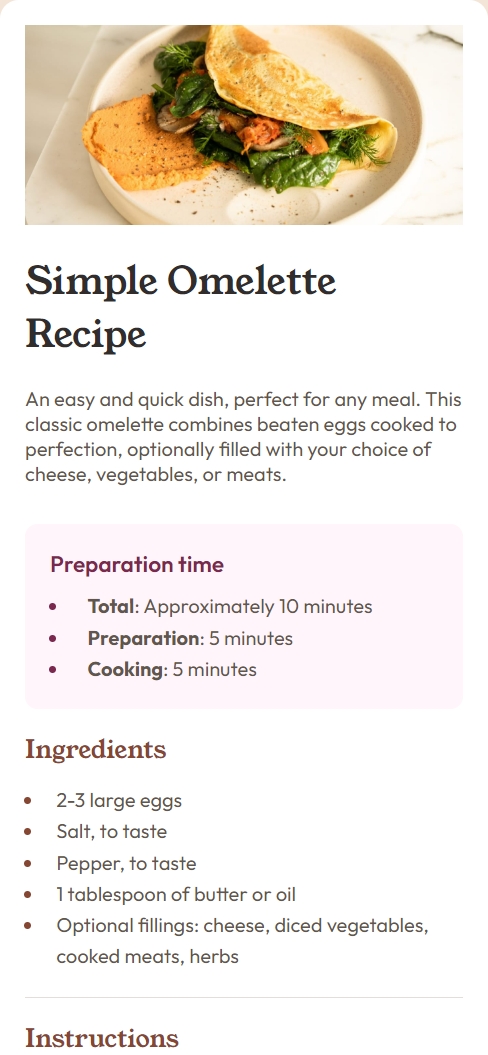 Simple Omelette
Recipe
An easy and quick dish, perfect for any meal. This
classic omelette combines beaten eggs cooked to
perfection, optionally filled with your choice of
cheese, vegetables, or meats.
Preparation time
• Total: Approximately 10 minutes
• Preparation: 5 minutes
• Cooking: 5 minutes
Ingredients
• 2-3 large eggs
• Salt, to taste
• Pepper, to taste
• 1 tablespoon of butter or oil
• Optional fillings: cheese, diced vegetables,
cooked meats, herbs
Instructions